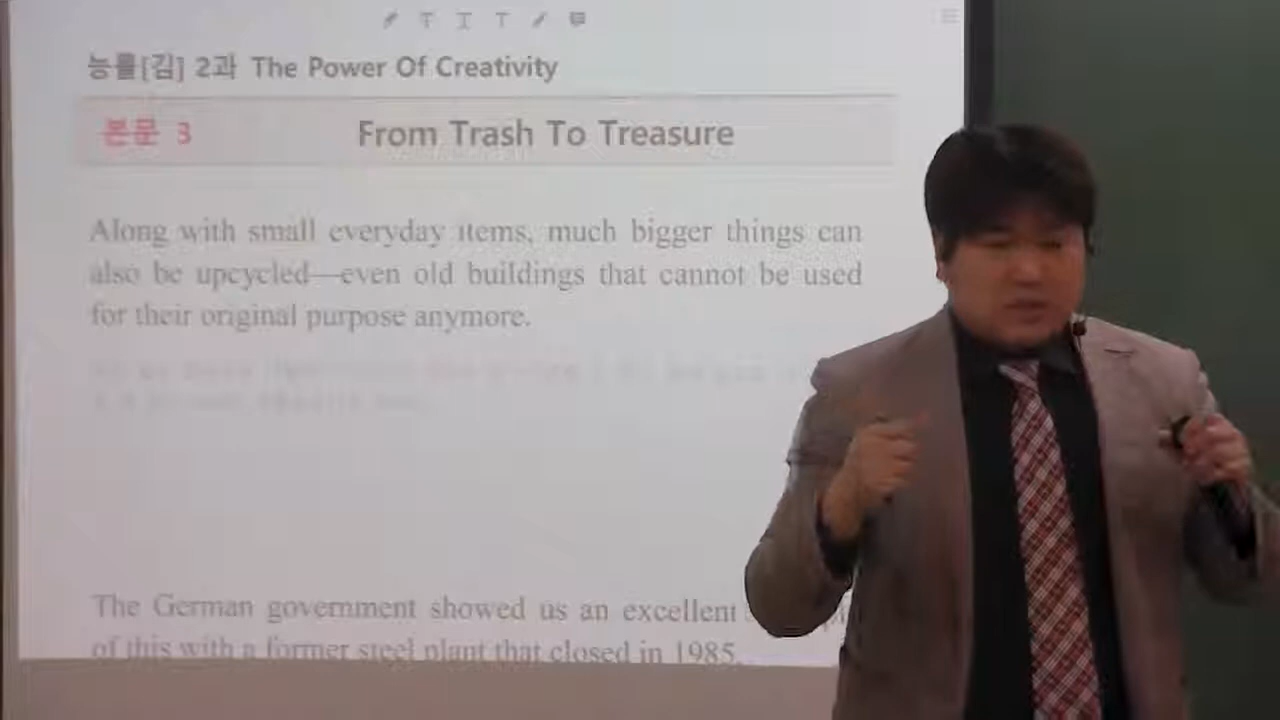 능률[김] 2과 The Power Of Creativity
본문 3
From Trash To Treasure
Along with small everyday items, much bigger things can
also be upcycled—even old buildings that cannot be used
for their original purpose anymore.
The German government showed us an excellent
of this with a former steel plant that closed in 1985.